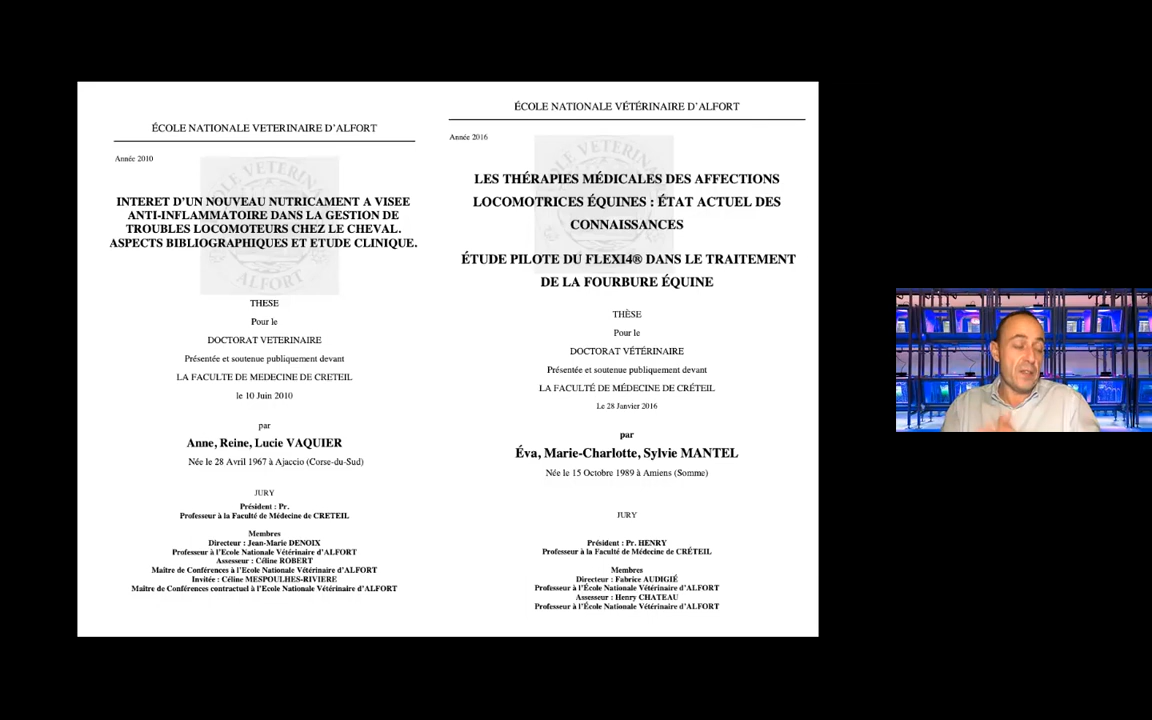 ÉCOLE NATIONALE VETERINAIRE D'ALFORT
Année 2010
INTERET D'UN NOUVEAU NUTRICAMENT A VISEE
ANTI-INFLAMMATOIRE DANS LA GESTION DE
TROUBLES LOCOMOTEURS CHEZ LE CHEVAL.
ASPECTS BIBLIOGRAPHIQUES ET ETUDE CLINIQUE.
ALFORT
THESE
Pour le
DOCTORAT VETERINAIRE
Présentée et soutenue publiquement devant
LA FACULTE DE MEDECINE DE CRETEIL
le 10 Juin 2010
par
Anne, Reine, Lucie VAQUIER
Née le 28 Avril 1967 à Ajaccio (Corse-du-Sud)
JURY
Président : Pr.
Professeur à la Faculté de Médecine de CRETEIL
Membres
Directeur : Jean-Marie DENOIX
Professeur à l'Ecole Nationale Vétérinaire d'ALFORT
Assesseur : Céline ROBERT
Maître de Conférences à l'Ecole Nationale Vétérinaire d'ALFORT
Invitée : Céline MESPOULHES-RIVIERE
Maître de Conférences contractuel à l'Ecole Nationale Vétérinaire d'ALFORT
ÉCOLE NATIONALE VÉTÉRINAIRE D'ALFORT
Année 2016
LES THÉRAPIES MÉDICALES DES AFFECTIONS
LOCOMOTRICES ÉQUINES : ÉTAT ACTUEL DES
CONNAISSANCES
ÉTUDE PILOTE DU FLEXI4® DANS LE TRAITEMENT
DE LA FOURBURE ÉQUINE
THÈSE
Pour le
DOCTORAT VÉTÉRINAIRE
Présentée et soutenue publiquement devant
LA FACULTÉ DE MÉDECINE DE CRÉTEIL
Le 28 Janvier 2016
par
Éva, Marie-Charlotte, Sylvie MANTEL
Née le 15 Octobre 1989 à Amiens (Somme)
JURY
Président : Pr. HENRY
Professeur à la Faculté de Médecine de CRÉTEIL
Membres
Directeur : Fabrice AUDIGIÉ
Professeur à l'École Nationale Vétérinaire d'ALFORT
Assesseur : Henry CHATEAU
Professeur à l'École Nationale Vétérinaire d'ALFORT